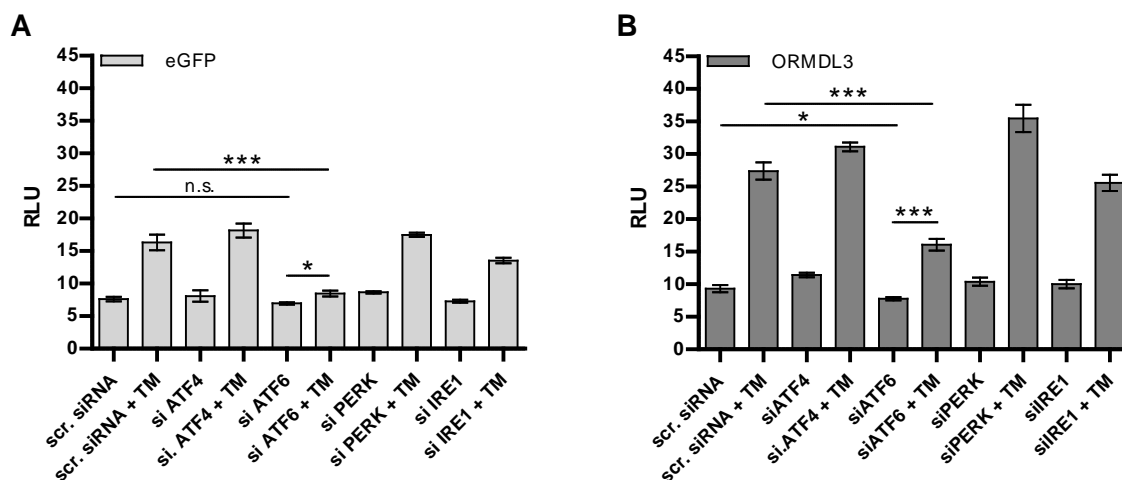 A
eGFP
RLU
45
40
35
30
25
20
15
10
5
0
***
n.s.
*
scr. siRNA
scr. siRNA + TM
si ATF4
si. ATF4 + TM
si ATF6
si ATF6 + TM
si PERK
si PERK + TM
si IRE1
si IRE1 + TM
B
ORMDL3
RLU
45
40
35
30
25
20
15
10
5
0
***
*
***
scr. siRNA
scr. siRNA + TM
siATF4
si.ATF4 + TM
siATF6
siATF6 + TM
siPERK
siPERK + TM
siIRE1
siIRE1 + TM